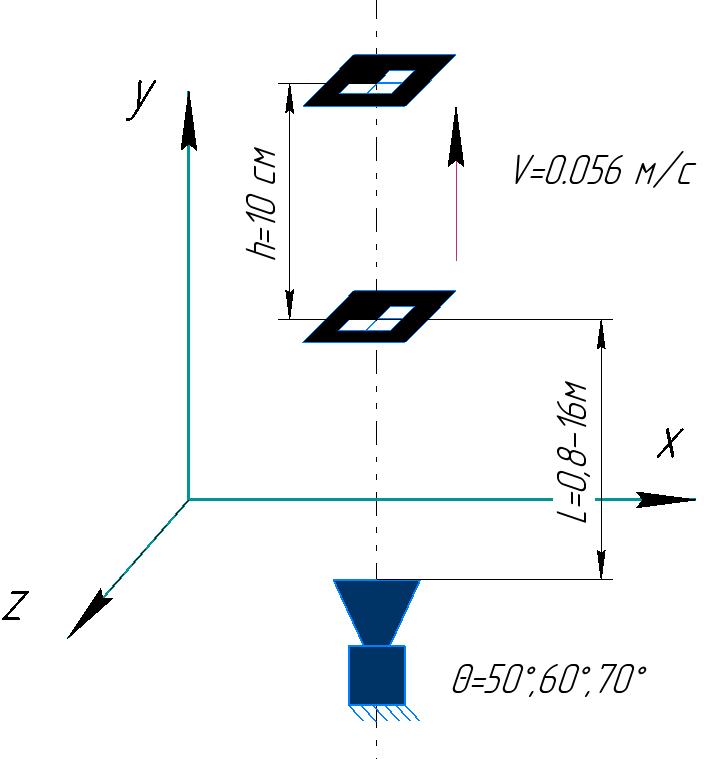 y
V=0.056 м/с
h=10 см
L=0,8-16м
x
z
θ=50°,60°,70°